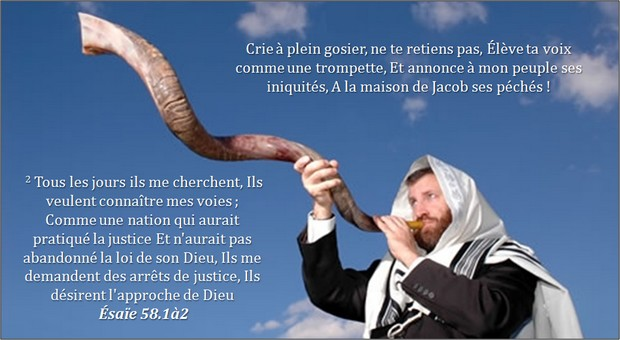 Crie à plein gosier, ne te retiens pas, Élève ta voix
comme une trompette, Et annonce à mon peuple ses
iniquités, A la maison de Jacob ses péchés !
2 Tous les jours ils me cherchent, Ils
veulent connaître mes voies ;
Comme une nation qui aurait
pratiqué la justice Et n'aurait pas
abandonné la loi de son Dieu, Ils me
demandent des arrêts de justice, Ils
désirent l'approche de Dieu
Ésaïe 58.1à2